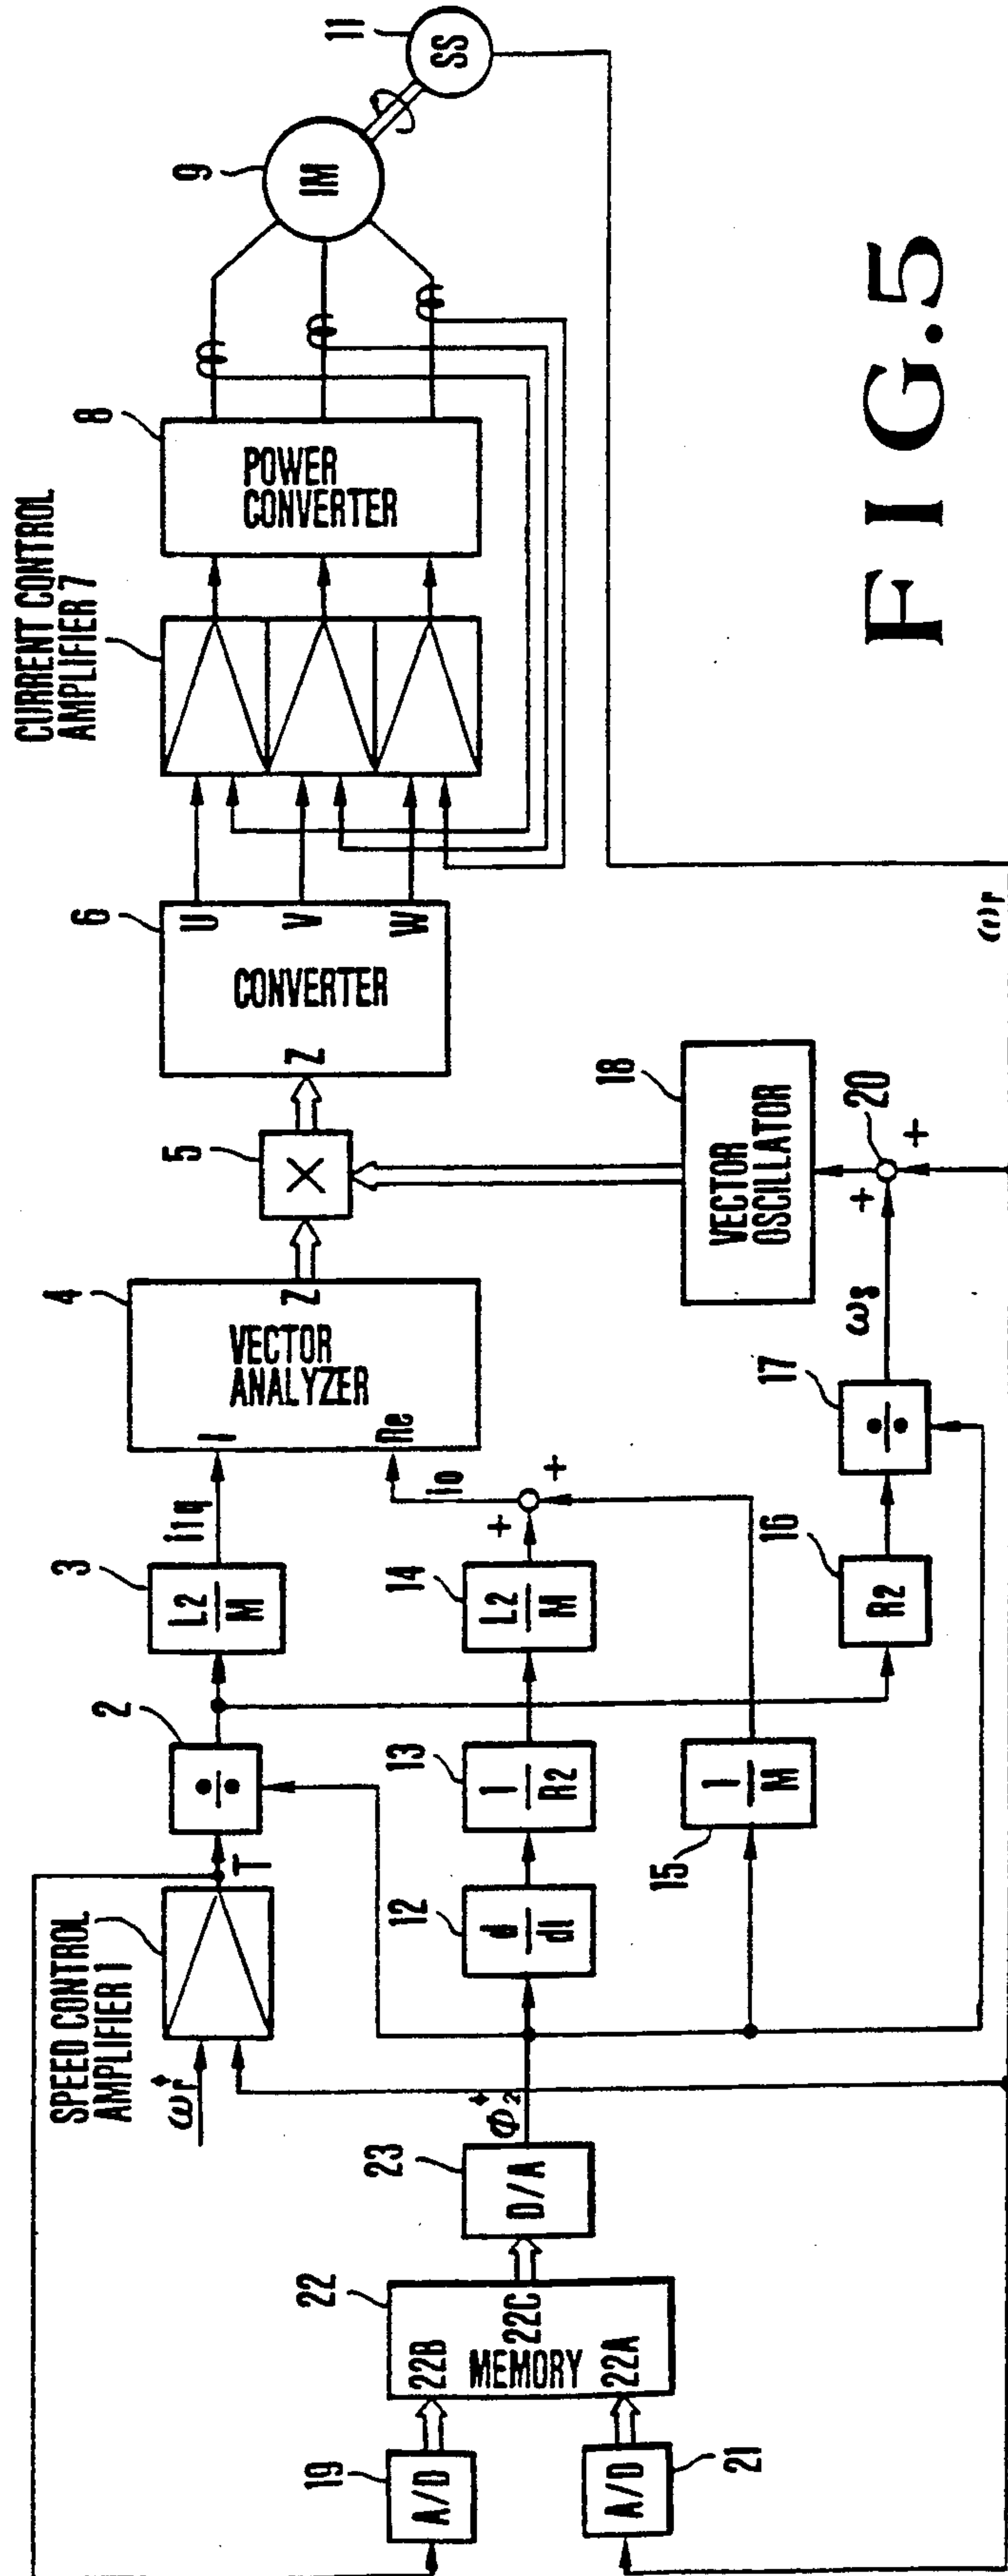 SPEED CONTROL
AMPLIFIER 1
CURRENT CONTROL
AMPLIFIER 7
ωr*
T
2
÷
3
L2
M
i1q
4
I
VECTOR
ANALYZER
Z
Re
i0
5
×
6
Z
CONVERTER
U
V
W
8
POWER
CONVERTER
9
IM
11
SS
19
A/D
22
22B
22C
MEMORY
22A
21
A/D
23
D/A
Φ2*
12
d
dt
13
1
R2
14
L2
M
+
+
15
1
M
16
R2
17
÷
ωs
+
20
+
18
VECTOR
OSCILLATOR
ωr
FIG.5